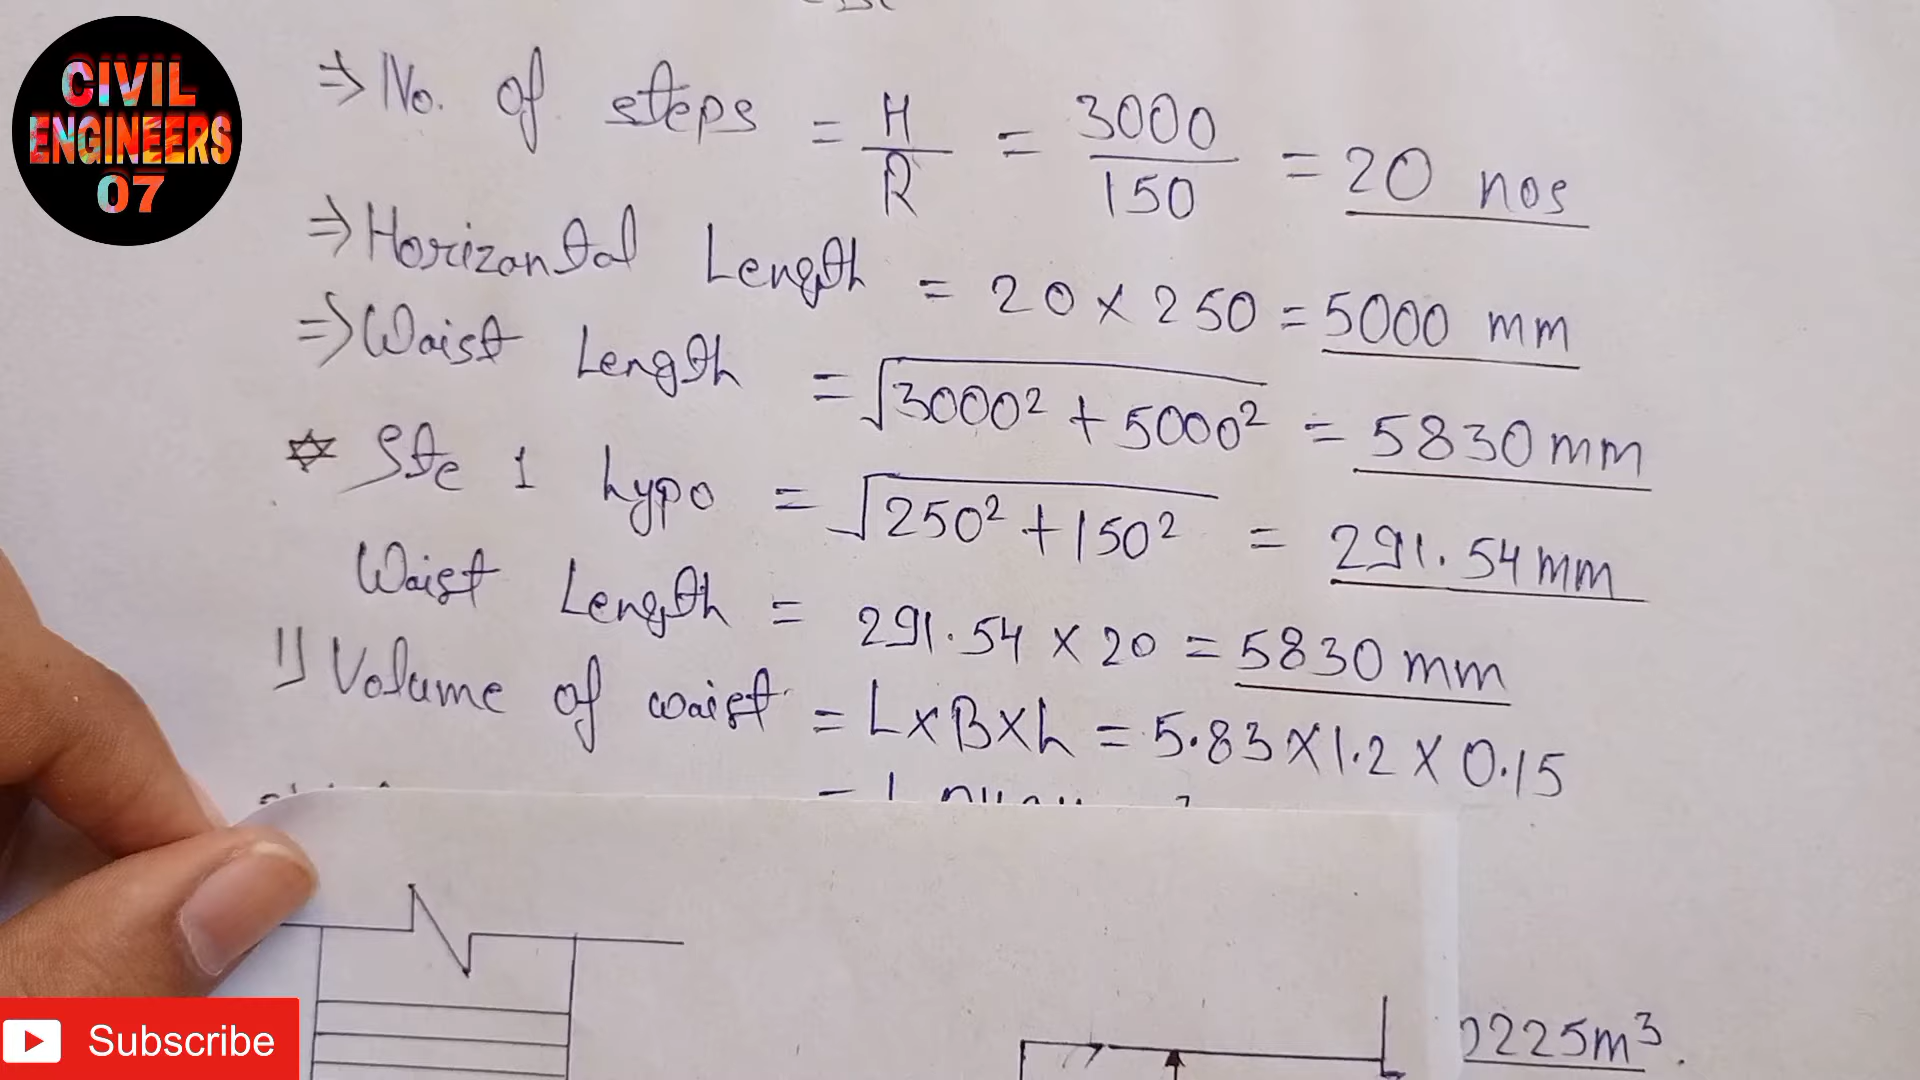 CIVIL
ENGINEERS
07
⇒ No. of steps = H/R = 3000/150 = 20 nos
⇒ Horizontal Length = 20 × 250 = 5000 mm
⇒ Waist Length = √3000² + 5000² = 5830 mm
Ste 1 hypo = √250² + 150² = 291.54 mm
Waist Length = 291.54 × 20 = 5830 mm
1) Volume of waist = L×B×h = 5.83 × 1.2 × 0.15
225m³.
Subscribe